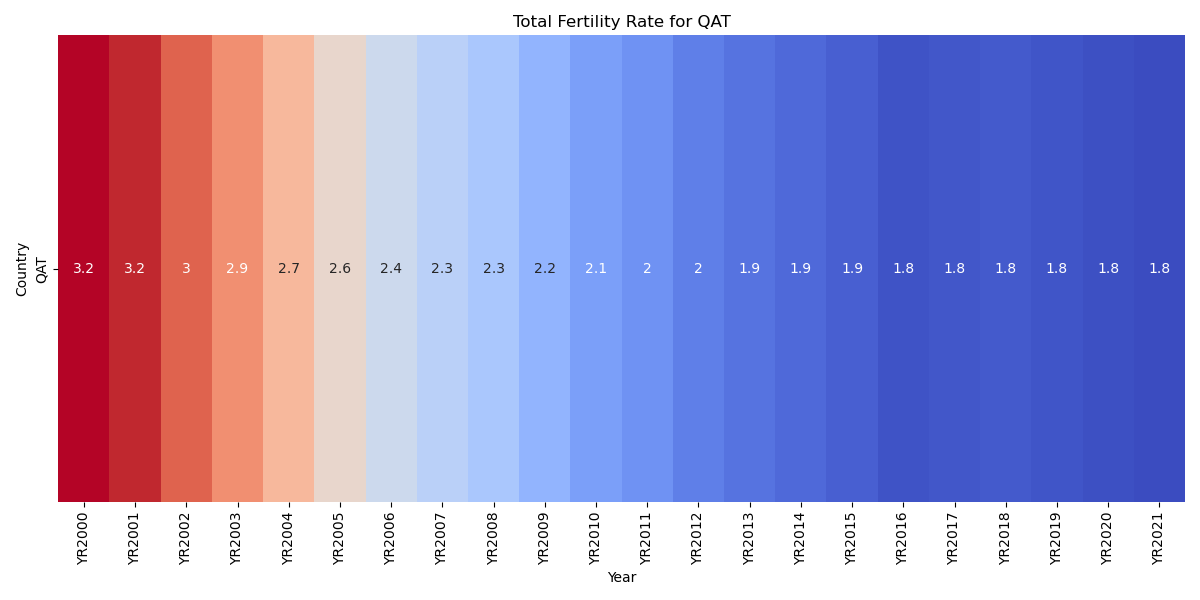 Total Fertility Rate for QAT
Country
QAT
3.2 3.2 3 2.9 2.7 2.6 2.4 2.3 2.3 2.2 2.1 2 2 1.9 1.9 1.9 1.8 1.8 1.8 1.8 1.8 1.8
YR2000 YR2001 YR2002 YR2003 YR2004 YR2005 YR2006 YR2007 YR2008 YR2009 YR2010 YR2011 YR2012 YR2013 YR2014 YR2015 YR2016 YR2017 YR2018 YR2019 YR2020 YR2021
Year